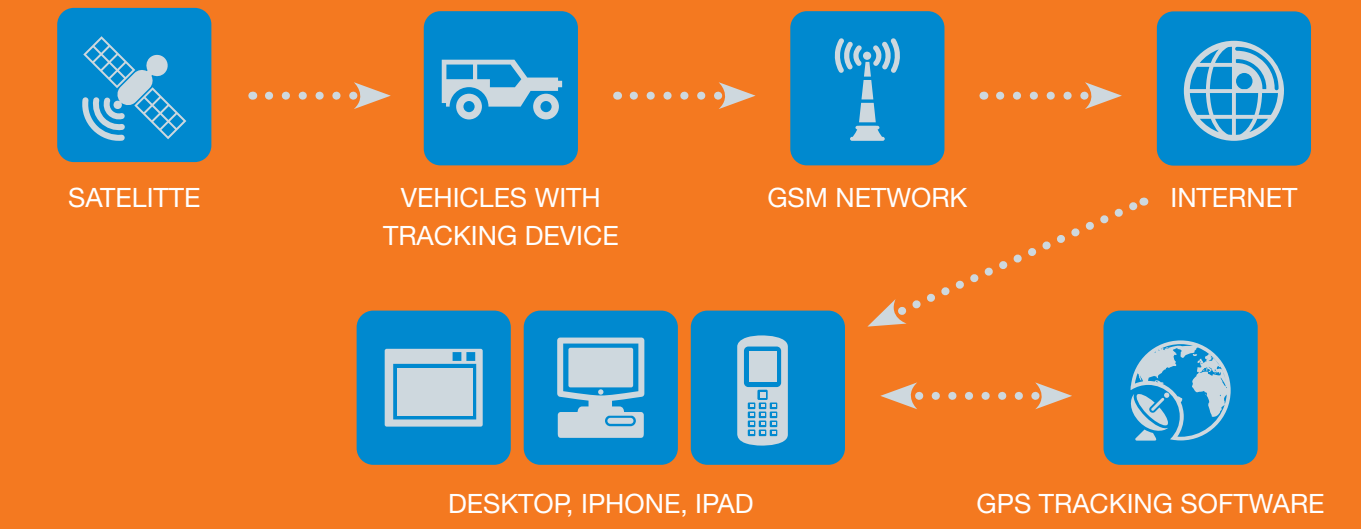 SATELITTE
VEHICLES WITH
TRACKING DEVICE
GSM NETWORK
INTERNET
DESKTOP, IPHONE, IPAD
GPS TRACKING SOFTWARE